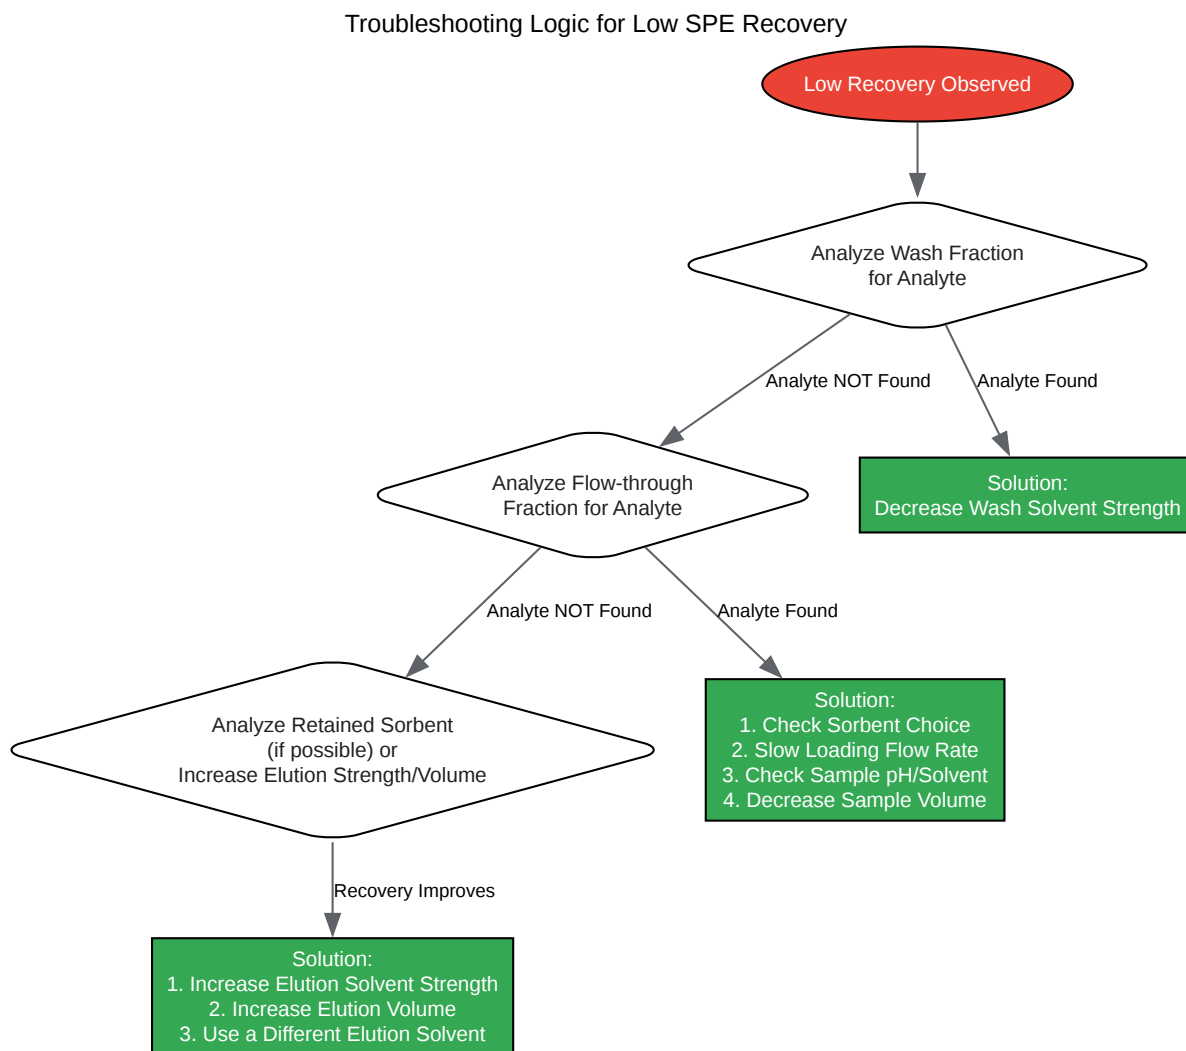 Troubleshooting Logic for Low SPE Recovery
Low Recovery Observed
Analyze Wash Fraction
for Analyte
Analyte NOT Found
Analyte Found
Analyze Flow-through
Fraction for Analyte
Solution:
Decrease Wash Solvent Strength
Analyte NOT Found
Analyte Found
Analyze Retained Sorbent
(if possible) or
Increase Elution Strength/Volume
Solution:
1. Check Sorbent Choice
2. Slow Loading Flow Rate
3. Check Sample pH/Solvent
4. Decrease Sample Volume
Recovery Improves
Solution:
1. Increase Elution Solvent Strength
2. Increase Elution Volume
3. Use a Different Elution Solvent